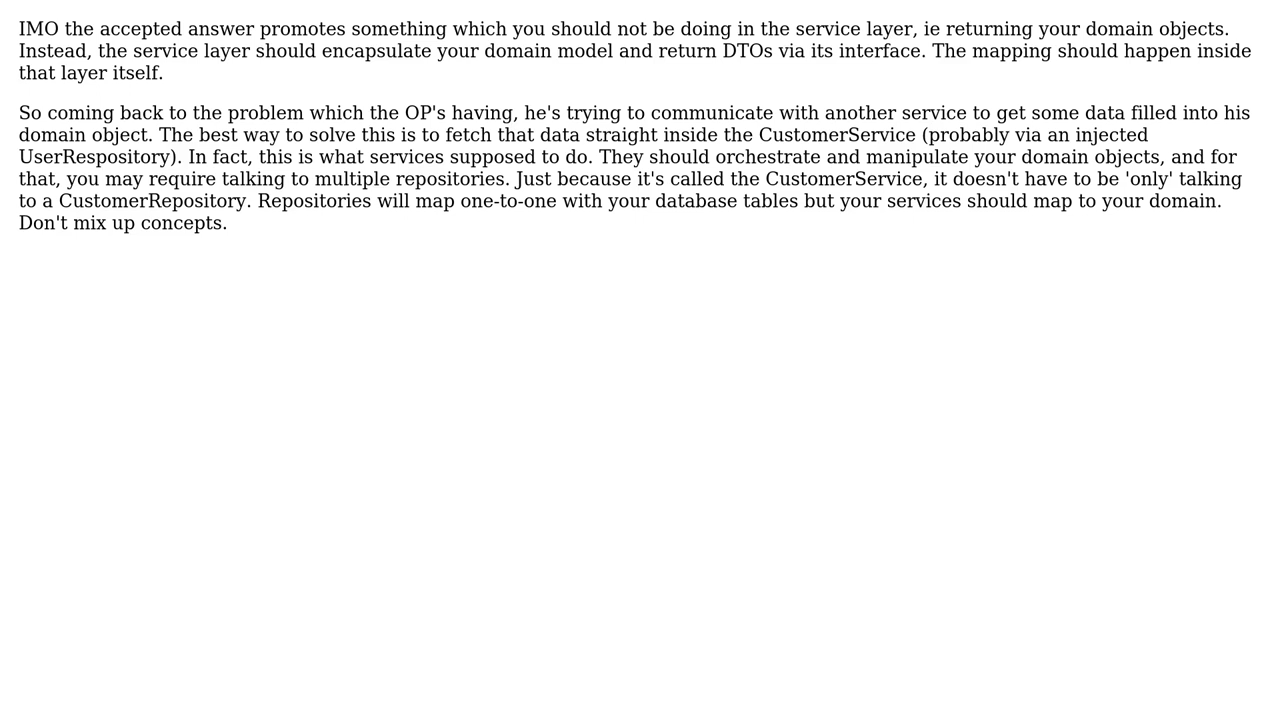 IMO the accepted answer promotes something which you should not be doing in the service layer, ie returning your domain objects.
Instead, the service layer should encapsulate your domain model and return DTOs via its interface. The mapping should happen inside
that layer itself.
So coming back to the problem which the OP's having, he's trying to communicate with another service to get some data filled into his
domain object. The best way to solve this is to fetch that data straight inside the CustomerService (probably via an injected
UserRespository). In fact, this is what services supposed to do. They should orchestrate and manipulate your domain objects, and for
that, you may require talking to multiple repositories. Just because it's called the CustomerService, it doesn't have to be 'only' talking
to a CustomerRepository. Repositories will map one-to-one with your database tables but your services should map to your domain.
Don't mix up concepts.